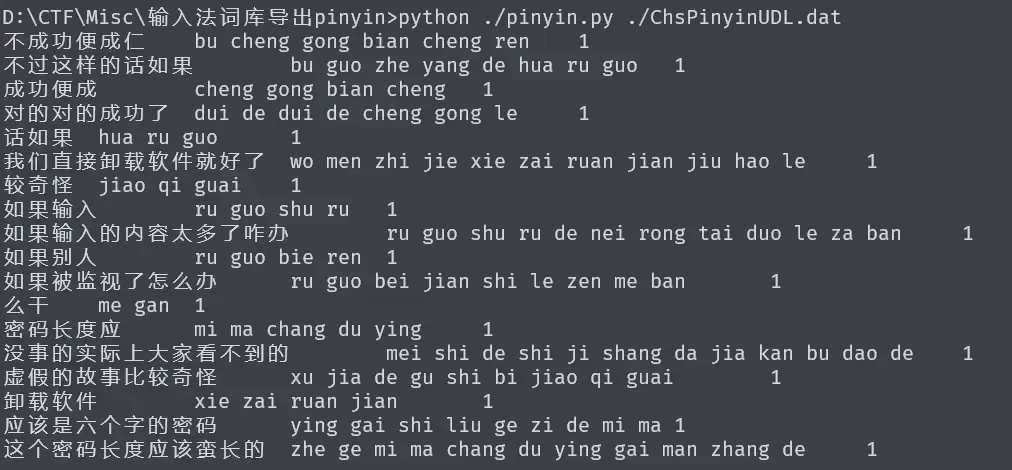 D:\CTF\Misc\输入法词库导出pinyin>python ./pinyin.py ./ChsPinyinUDL.dat
不成功便成仁 bu cheng gong bian cheng ren 1
不过这样的话如果 bu guo zhe yang de hua ru guo 1
成功便成 cheng gong bian cheng 1
对的对的成功了 dui de dui de cheng gong le 1
话如果 hua ru guo 1
我们直接卸载软件就好了 wo men zhi jie xie zai ruan jian jiu hao le 1
较奇怪 jiao qi guai 1
如果输入 ru guo shu ru 1
如果输入的内容太多了咋办 ru guo shu ru de nei rong tai duo le za ban 1
如果别人 ru guo bie ren 1
如果被监视了怎么办 ru guo bei jian shi le zen me ban 1
么干 me gan 1
密码长度应 mi ma chang du ying 1
没事的实际上大家看不到的 mei shi de shi ji shang da jia kan bu dao de 1
虚假的故事比较奇怪 xu jia de gu shi bi jiao qi guai 1
卸载软件 xie zai ruan jian 1
应该是六个字的密码 ying gai shi liu ge zi de mi ma 1
这个密码长度应该蛮长的 zhe ge mi ma chang du ying gai man zhang de 1